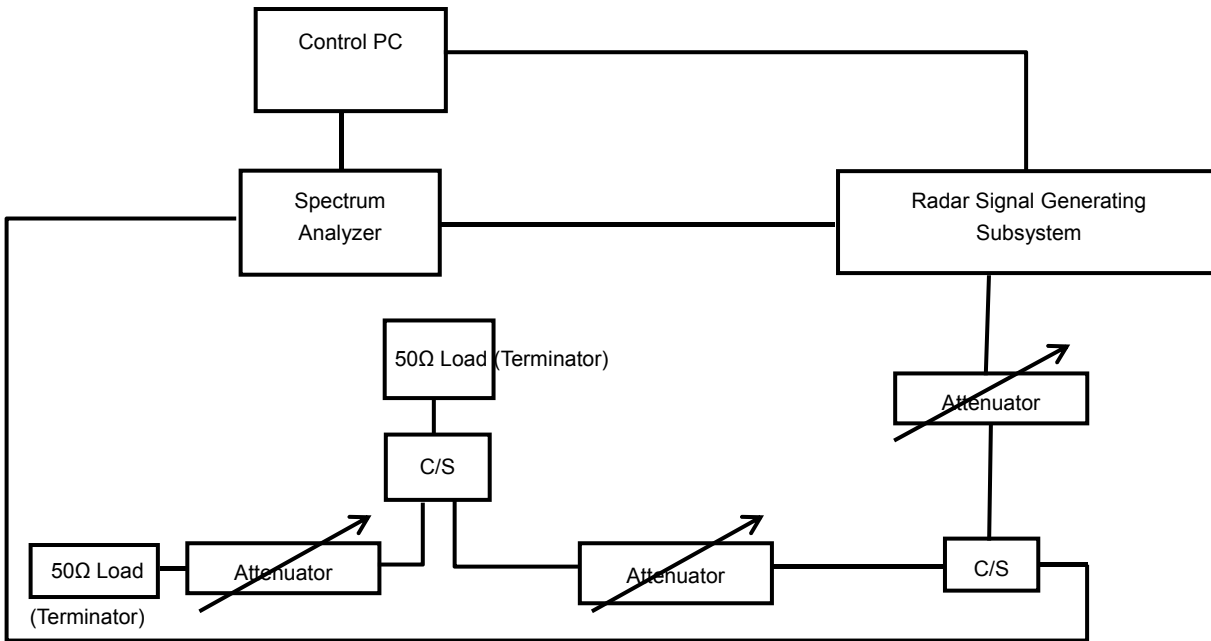 Control PC
Spectrum
Analyzer
Radar Signal Generating
Subsystem
50Ω Load (Terminator)
Attenuator
C/S
50Ω Load
(Terminator)
Attenuator
Attenuator
C/S